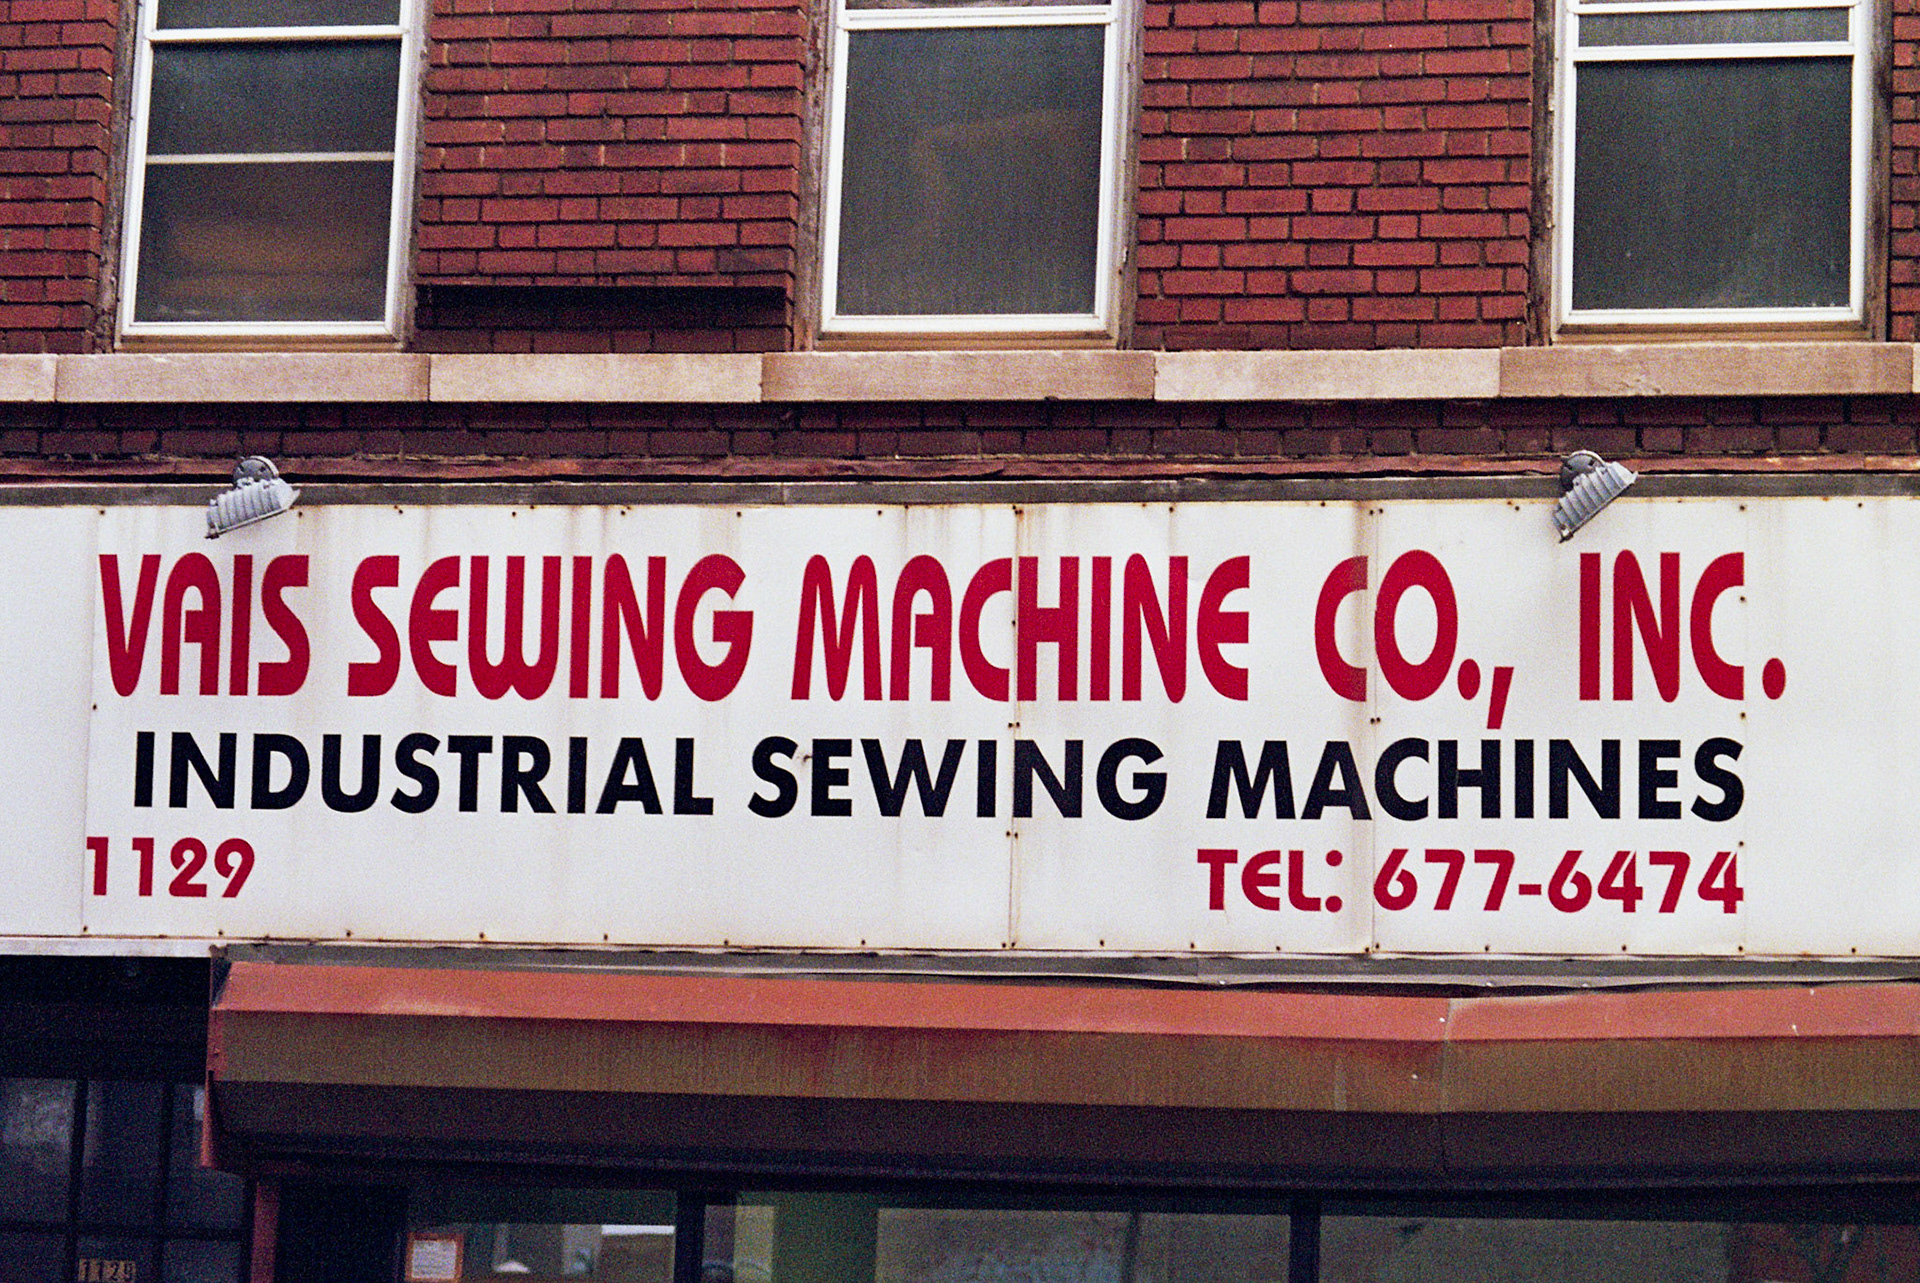 VAIS SEWING MACHINE CO., INC.
INDUSTRIAL SEWING MACHINES
1129
TEL: 677-6474